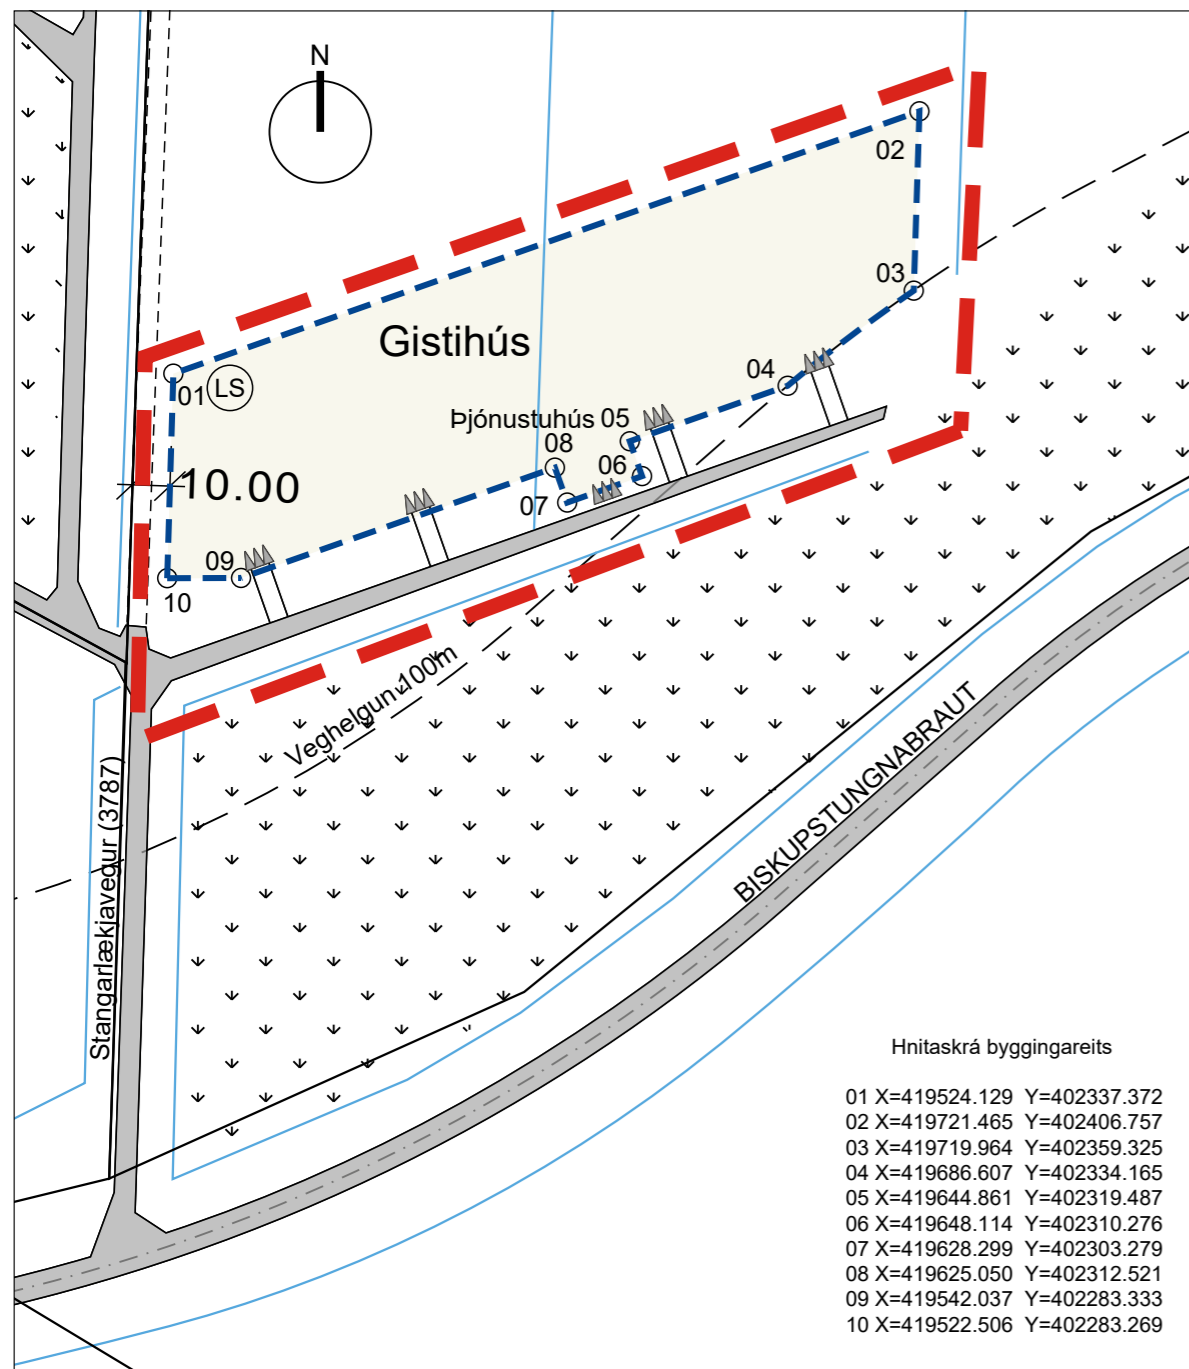 N
02
03
Gistihús
01
LS
04
Þjónustuhús 05
08
06
07
10.00
09
10
Veghelgun 100m
Stangarlækjavegur (3787)
BISKUPSTUNGNABRAUT
Hnitaskrá byggingareits
01 X=419524.129 Y=402337.372
02 X=419721.465 Y=402406.757
03 X=419719.964 Y=402359.325
04 X=419686.607 Y=402334.165
05 X=419644.861 Y=402319.487
06 X=419648.114 Y=402310.276
07 X=419628.299 Y=402303.279
08 X=419625.050 Y=402312.521
09 X=419542.037 Y=402283.333
10 X=419522.506 Y=402283.269